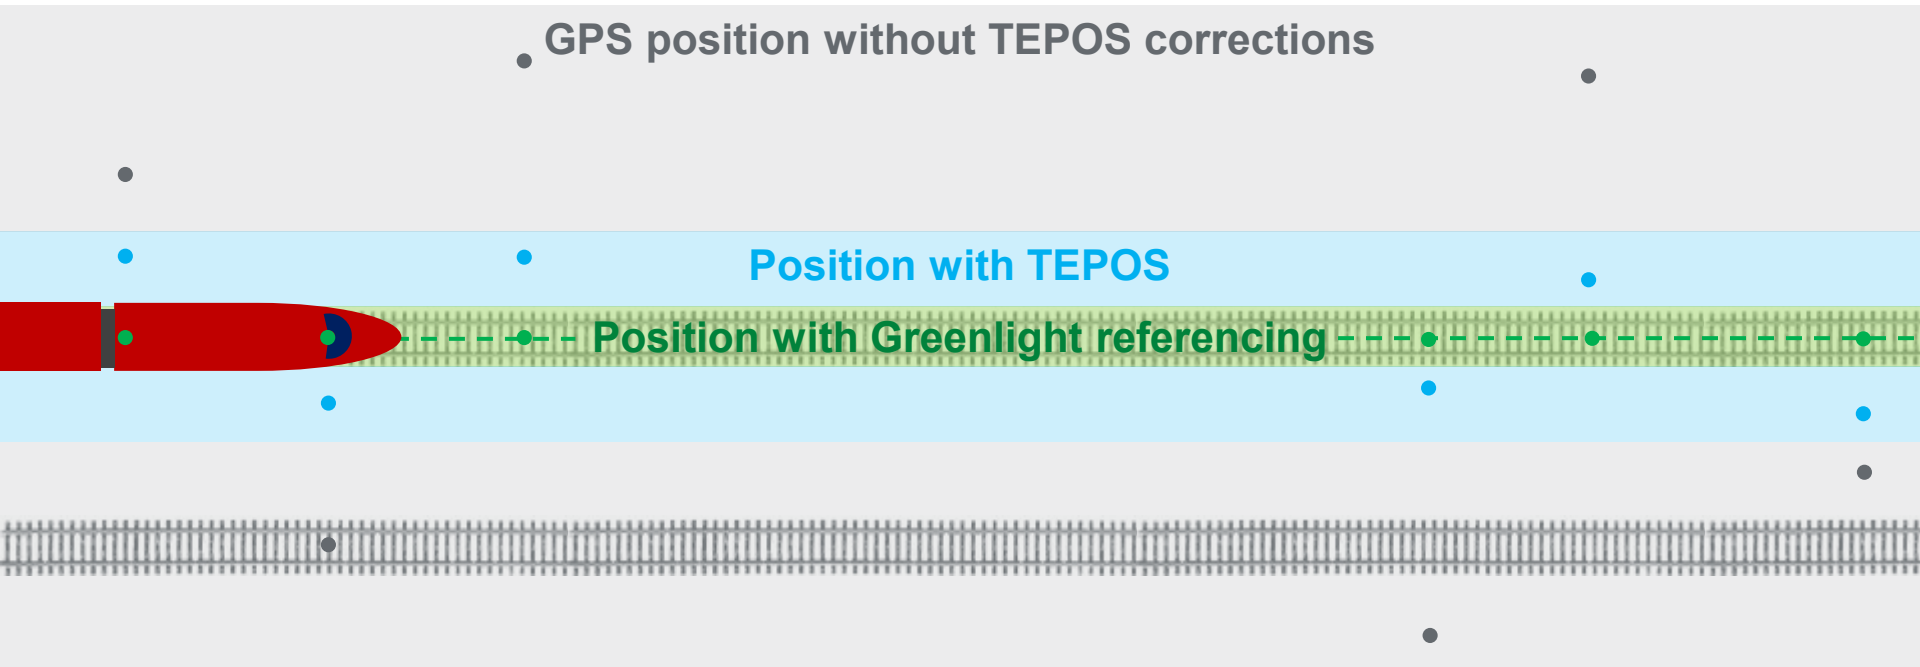 GPS position without TEPOS corrections
Position with TEPOS
Position with Greenlight referencing